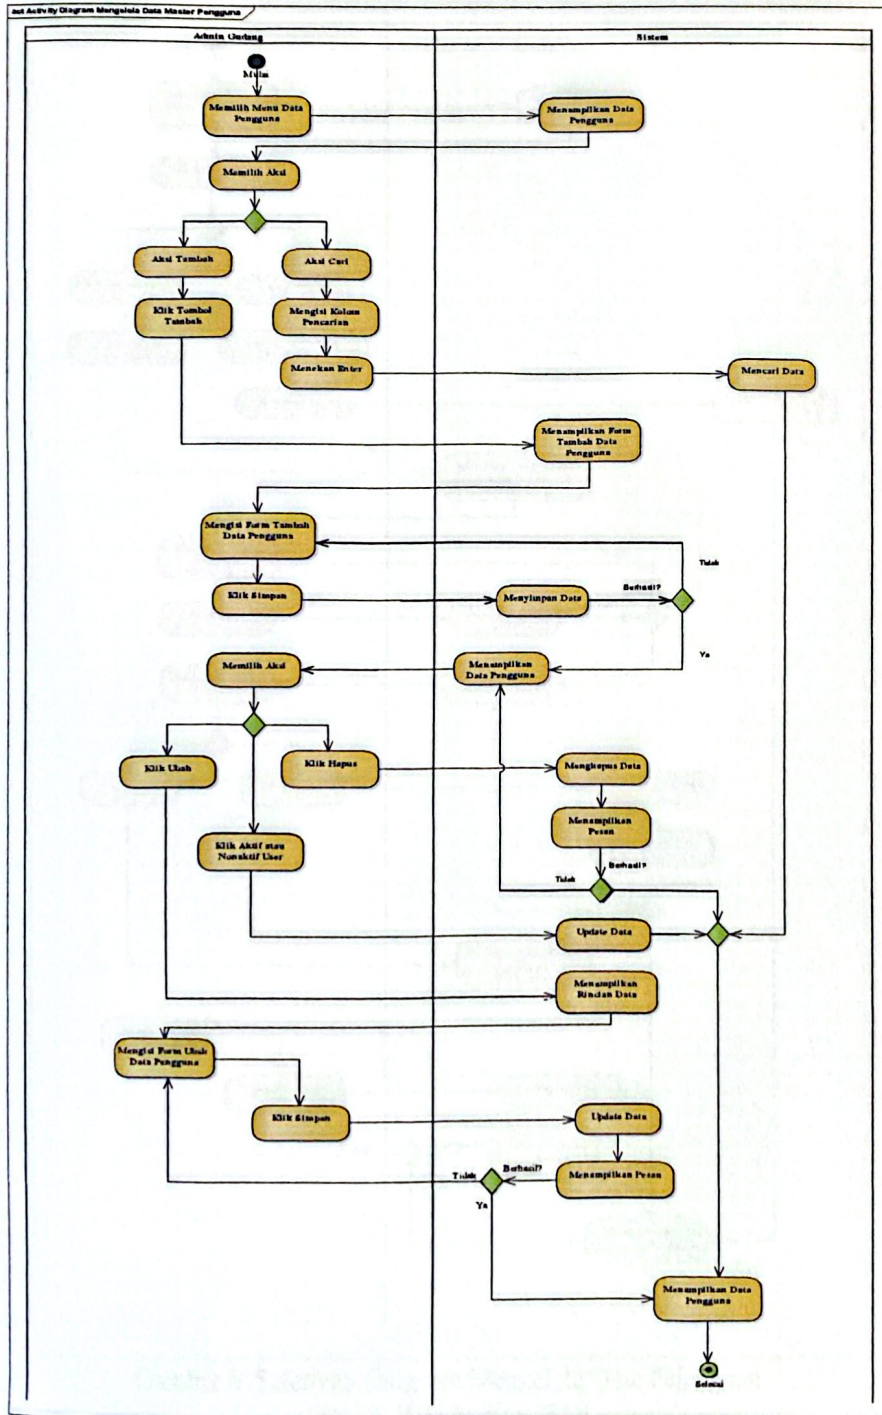 act Activity Diagram Mengelola Data Master Pengguna
Admin Gudang
Sistem
Mulai
Memilih Menu Data
Pengguna
Menampilkan Data
Pengguna
Memilih Aksi
Aksi Tambah
Aksi Cari
Klik Tombol
Tambah
Mengisi Kolom
Pencarian
Menekan Enter
Mencari Data
Menampilkan Form
Tambah Data
Pengguna
Mengisi Form Tambah
Data Pengguna
Tidak
Klik Simpan
Menyimpan Data
Berhasil?
Ya
Memilih Aksi
Menampilkan
Data Pengguna
Klik Ubah
Klik Hapus
Menghapus Data
Klik Aktif atau
Nonaktif User
Menampilkan
Pesan
Berhasil?
Tidak
Update Data
Menampilkan
Rincian Data
Mengisi Form Ubah
Data Pengguna
Klik Simpan
Update Data
Tidak
Berhasil?
Menampilkan Pesan
Ya
Menampilkan Data
Pengguna
Selesai